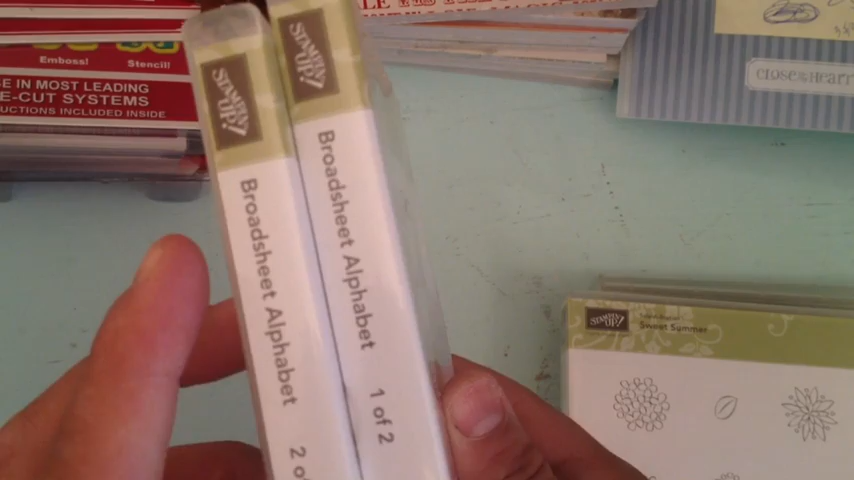 Emboss! Stencil!
E IN MOST LEADING
E-CUT SYSTEMS
UCTIONS INCLUDED INSIDE
STAMPIN' UP!
Broadsheet Alphabet
2 o
STAMPIN' UP!
Broadsheet Alphabet
1 of 2
CLOSE TO MY HEART
STAMPIN' UP!
Sweet Summer